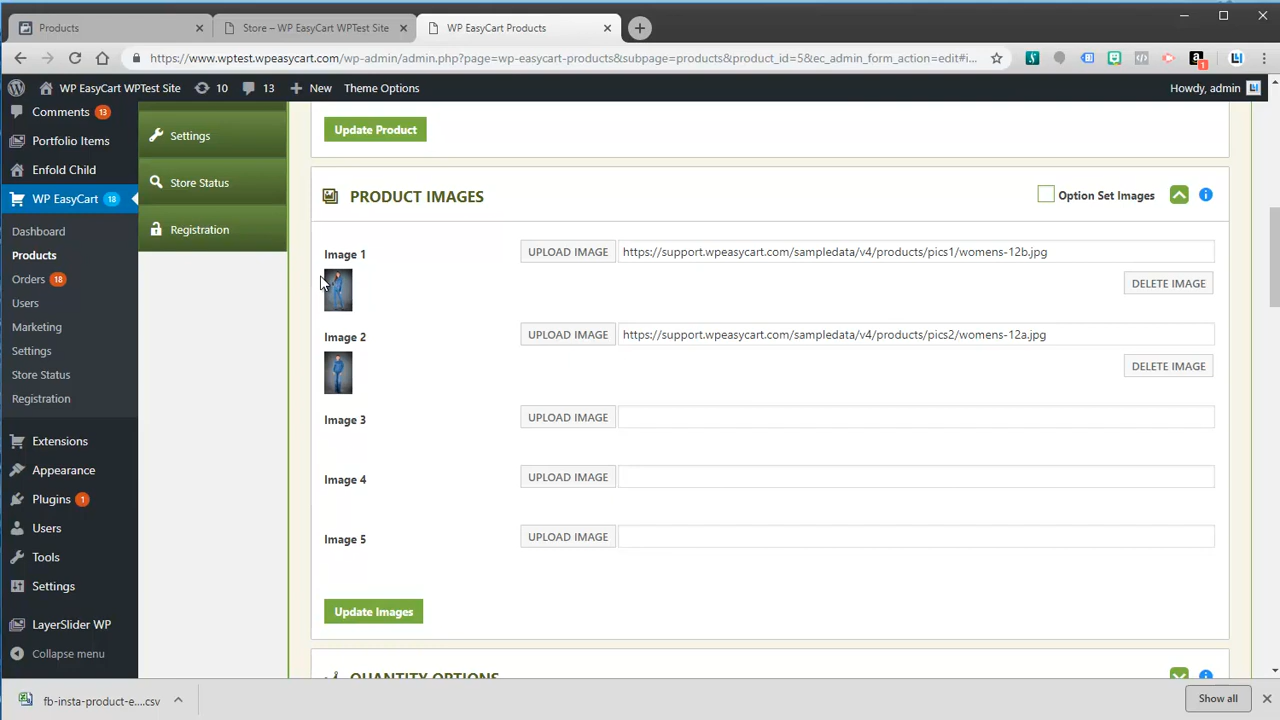 Products
Store – WP EasyCart WPTest Site
WP EasyCart Products
https://www.wptest.wpeasycart.com/wp-admin/admin.php?page=wp-easycart-products&subpage=products&product_id=5&ec_admin_form_action=edit#i...
1
WP EasyCart WPTest Site
10
13
New
Theme Options
Howdy, admin
Comments 13
Portfolio Items
Enfold Child
WP EasyCart 18
Dashboard
Products
Orders 18
Users
Marketing
Settings
Store Status
Registration
Extensions
Appearance
Plugins 1
Users
Tools
Settings
LayerSlider WP
Collapse menu
Settings
Store Status
Registration
Update Product
PRODUCT IMAGES
Option Set Images
Image 1
UPLOAD IMAGE
https://support.wpeasycart.com/sampledata/v4/products/pics1/womens-12b.jpg
DELETE IMAGE
Image 2
UPLOAD IMAGE
https://support.wpeasycart.com/sampledata/v4/products/pics2/womens-12a.jpg
DELETE IMAGE
Image 3
UPLOAD IMAGE
Image 4
UPLOAD IMAGE
Image 5
UPLOAD IMAGE
Update Images
QUANTITY OPTIONS
fb-insta-product-e....csv
Show all